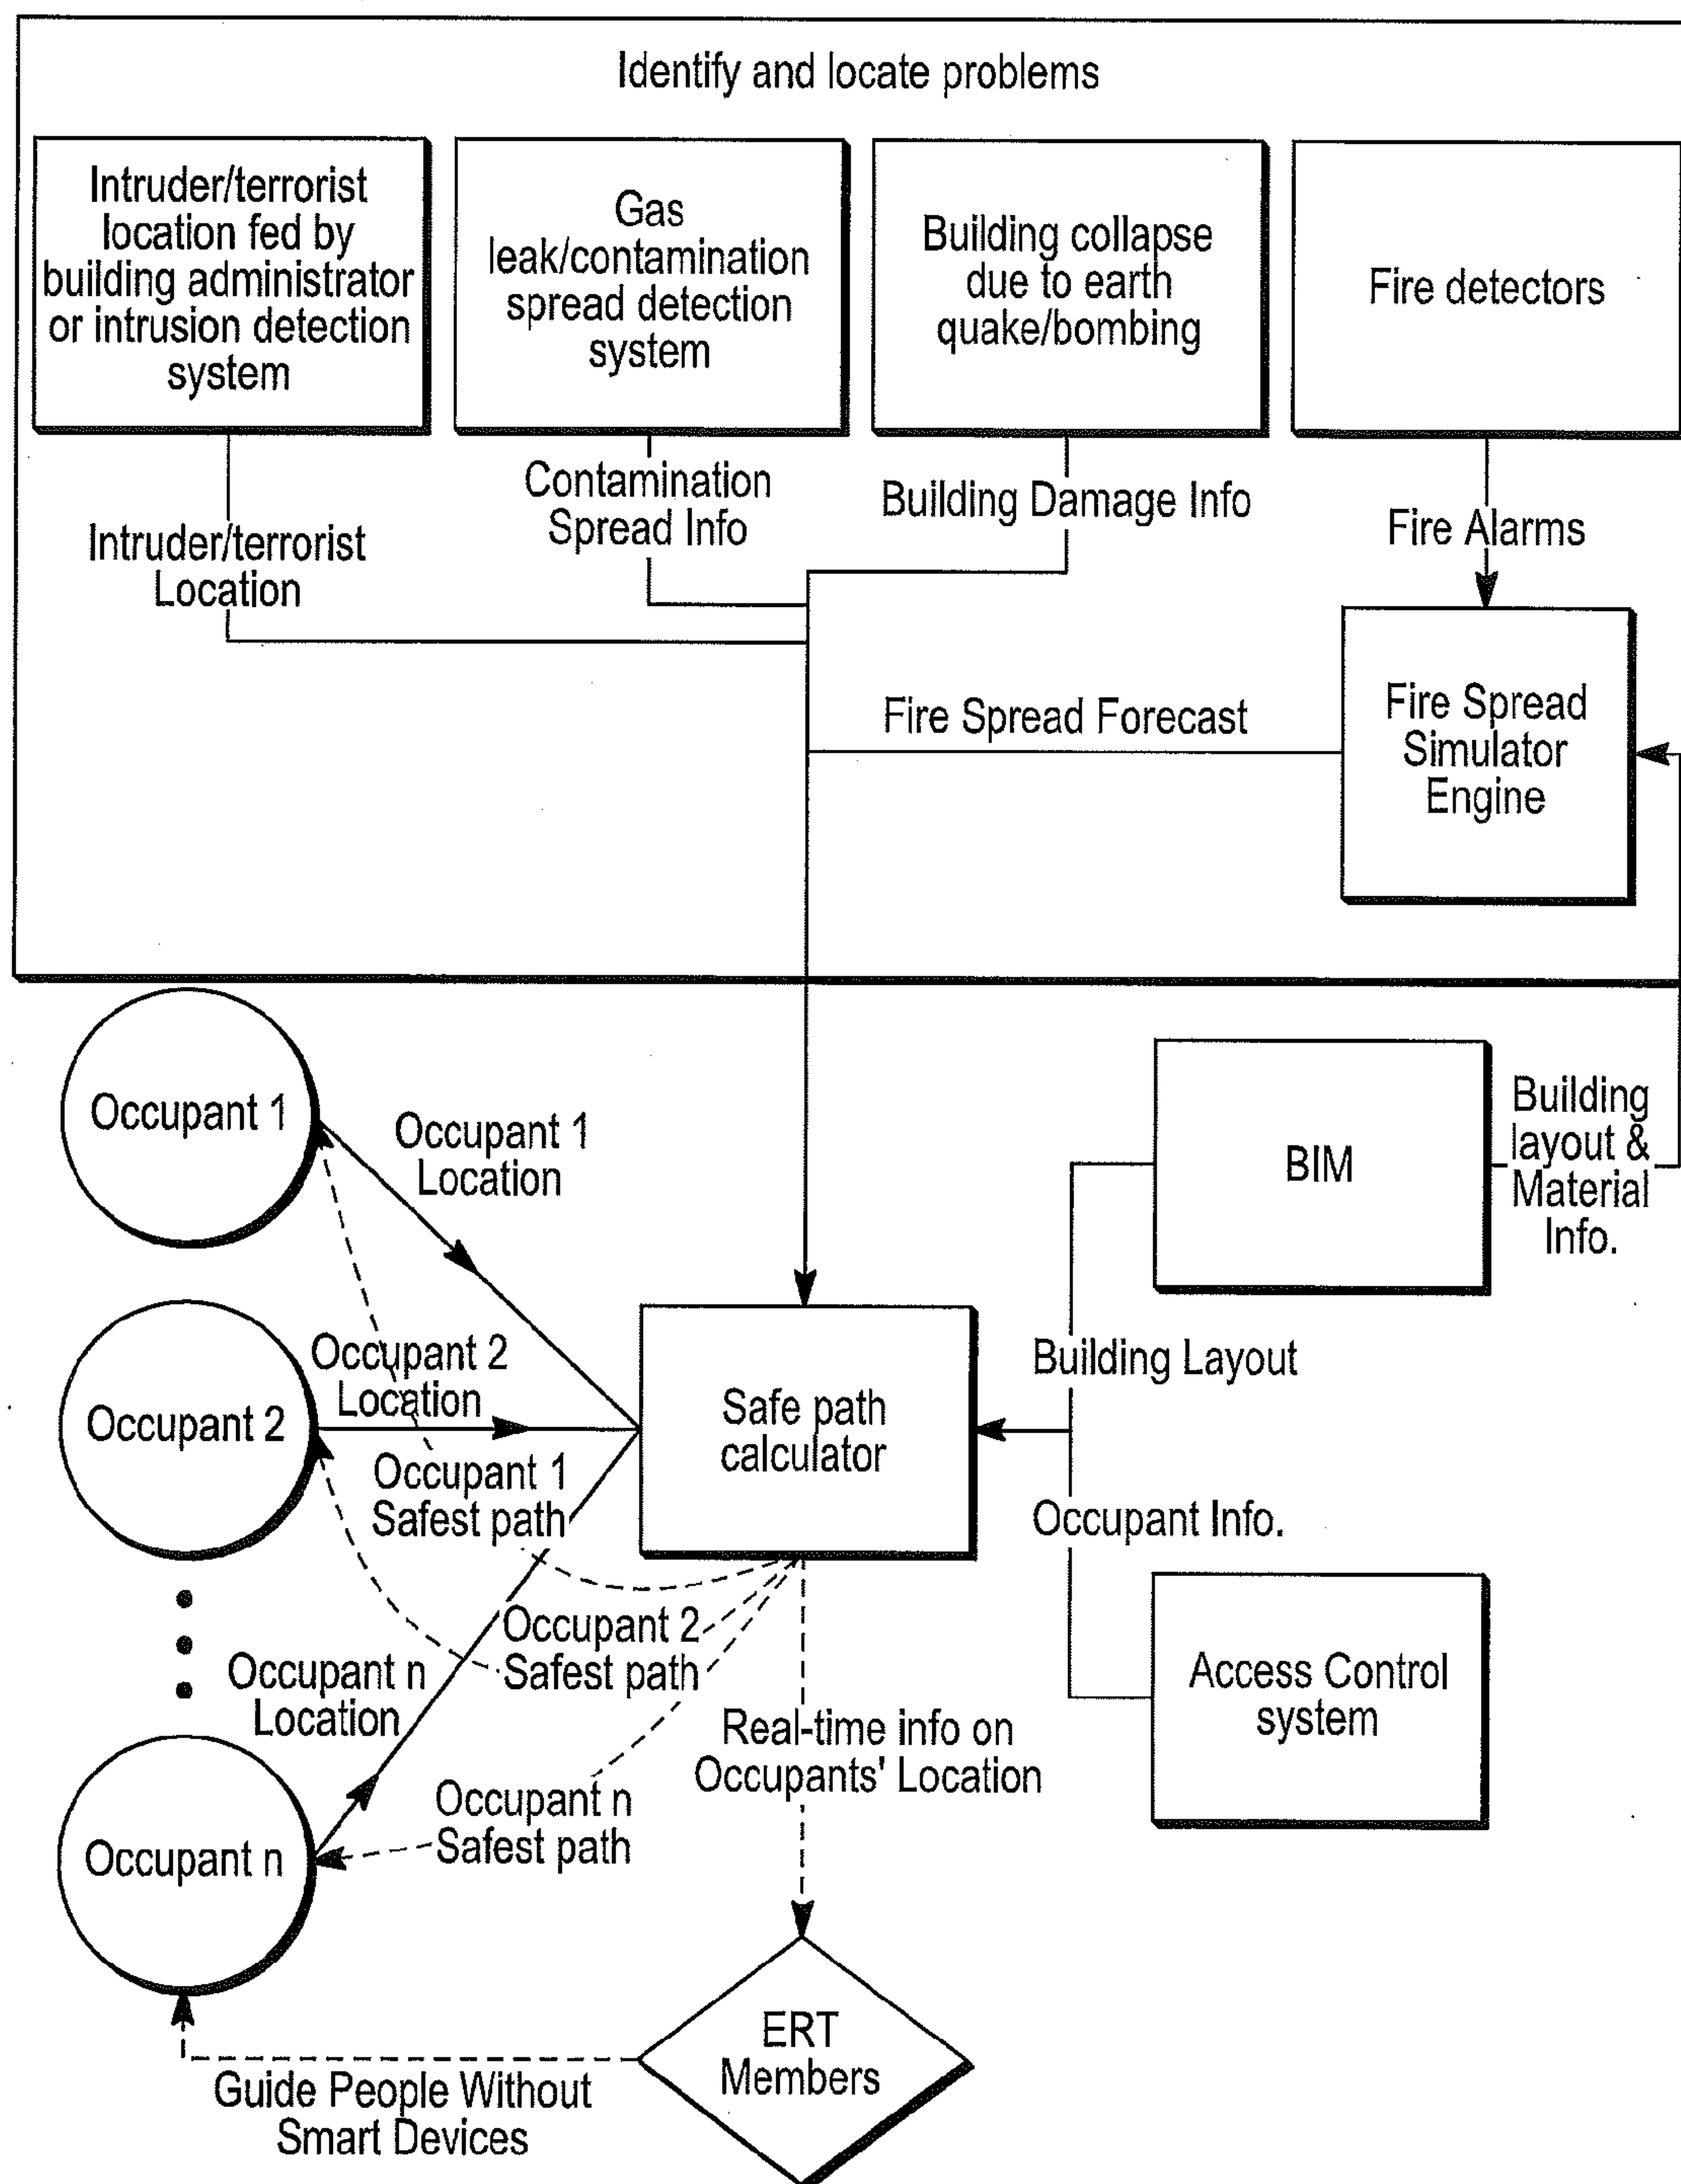 Identify and locate problems
Intruder/terrorist
location fed by
building administrator
or intrusion detection
system
Gas
leak/contamination
spread detection
system
Building collapse
due to earth
quake/bombing
Fire detectors
Intruder/terrorist
Location
Contamination
Spread Info
Building Damage Info
Fire Alarms
Fire Spread Forecast
Fire Spread
Simulator
Engine
Occupant 1
Occupant 1
Location
BIM
Building
layout &
Material
Info.
Occupant 2
Occupant 2
Location
Safe path
calculator
Building Layout
Occupant 1
Safest path
Occupant Info.
Occupant 2
Safest path
Occupant n
Location
Access Control
system
Real-time info on
Occupants' Location
Occupant n
Safest path
Occupant n
ERT
Members
Guide People Without
Smart Devices